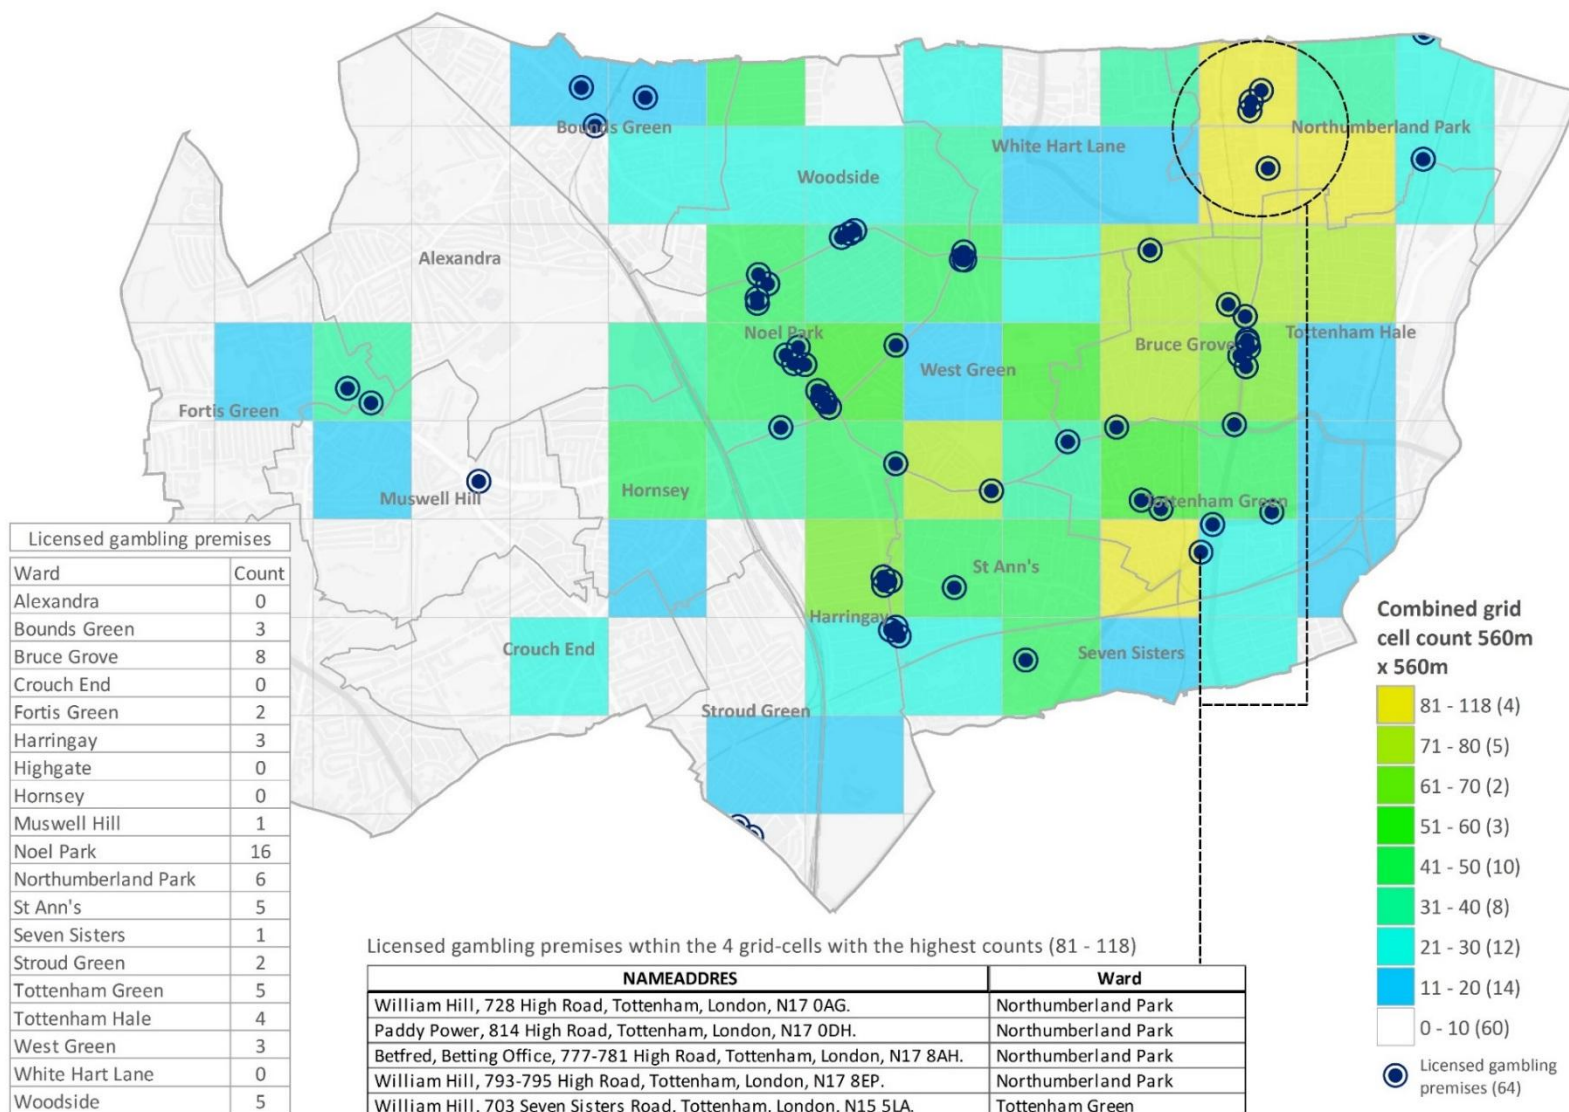 Bounds Green
Northumberland Park
White Hart Lane
Woodside
Alexandra
Noel Park
Bruce Grove
Tottenham Hale
West Green
Fortis Green
Muswell Hill
Hornsey
Tottenham Green
St Ann's
Harringay
Crouch End
Seven Sisters
Stroud Green
Licensed gambling premises
Ward Count
Alexandra 0
Bounds Green 3
Bruce Grove 8
Crouch End 0
Fortis Green 2
Harringay 3
Highgate 0
Hornsey 0
Muswell Hill 1
Noel Park 16
Northumberland Park 6
St Ann's 5
Seven Sisters 1
Stroud Green 2
Tottenham Green 5
Tottenham Hale 4
West Green 3
White Hart Lane 0
Woodside 5
Licensed gambling premises wthin the 4 grid-cells with the highest counts (81 - 118)
NAMEADDRES Ward
William Hill, 728 High Road, Tottenham, London, N17 0AG. Northumberland Park
Paddy Power, 814 High Road, Tottenham, London, N17 0DH. Northumberland Park
Betfred, Betting Office, 777-781 High Road, Tottenham, London, N17 8AH. Northumberland Park
William Hill, 793-795 High Road, Tottenham, London, N17 8EP. Northumberland Park
William Hill, 703 Seven Sisters Road, Tottenham, London, N15 5LA. Tottenham Green
Combined grid
cell count 560m
x 560m
81 - 118 (4)
71 - 80 (5)
61 - 70 (2)
51 - 60 (3)
41 - 50 (10)
31 - 40 (8)
21 - 30 (12)
11 - 20 (14)
0 - 10 (60)
Licensed gambling
premises (64)